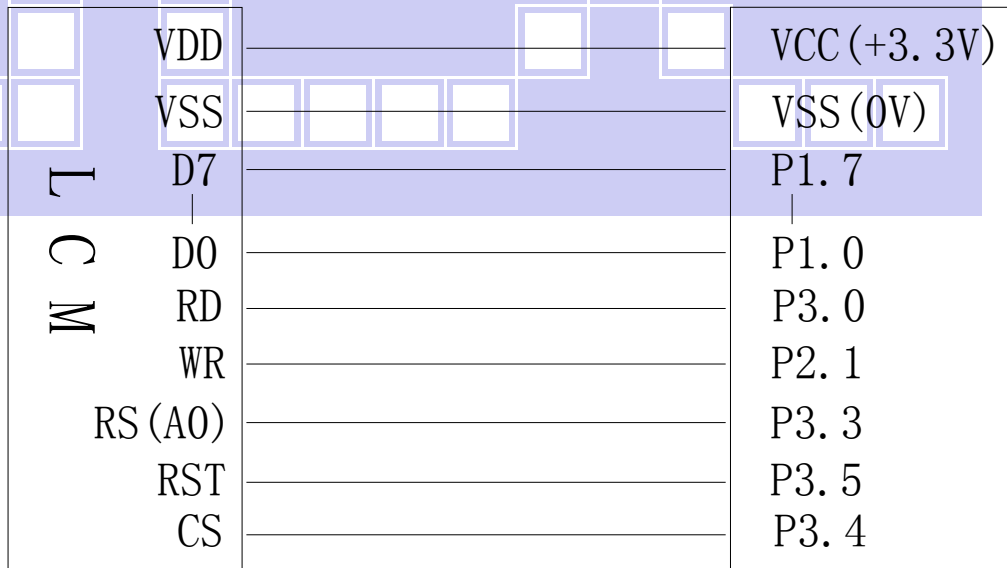 VDD VCC(+3.3V)
VSS VSS(0V)
D7 P1.7
D0 P1.0
RD P3.0
WR P2.1
RS(A0) P3.3
RST P3.5
CS P3.4
LCM